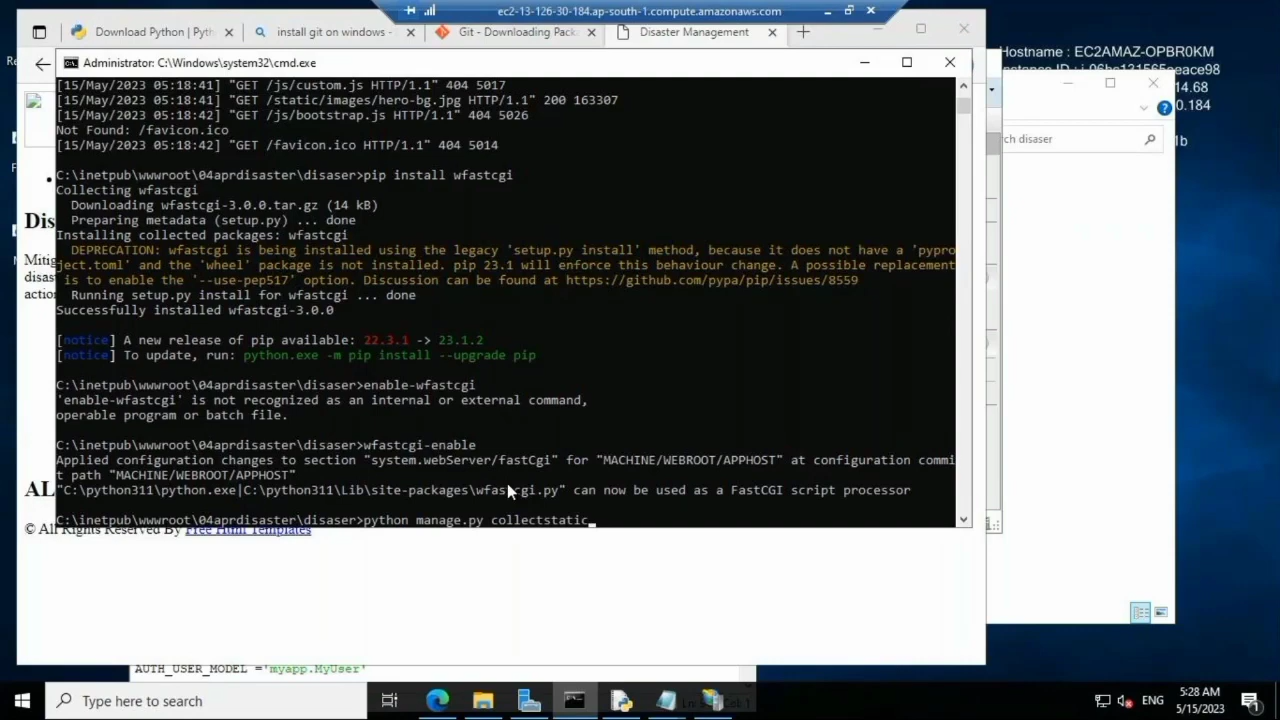 ec2-13-126-30-184.ap-south-1.compute.amazonaws.com
Download Python | Pyth
install git on windows -
Git - Downloading Pack
Disaster Management
Hostname : EC2AMAZ-OPBR0KM
Administrator: C:\Windows\system32\cmd.exe
[15/May/2023 05:18:41] "GET /js/custom.js HTTP/1.1" 404 5017
[15/May/2023 05:18:41] "GET /static/images/hero-bg.jpg HTTP/1.1" 200 163307
[15/May/2023 05:18:42] "GET /js/bootstrap.js HTTP/1.1" 404 5026
Not Found: /favicon.ico
[15/May/2023 05:18:42] "GET /favicon.ico HTTP/1.1" 404 5014
C:\inetpub\wwwroot\04aprdisaster\disaser>pip install wfastcgi
Collecting wfastcgi
Downloading wfastcgi-3.0.0.tar.gz (14 kB)
Preparing metadata (setup.py) ... done
Installing collected packages: wfastcgi
DEPRECATION: wfastcgi is being installed using the legacy 'setup.py install' method, because it does not have a 'pypro
ject.toml' and the 'wheel' package is not installed. pip 23.1 will enforce this behaviour change. A possible replacement
is to enable the '--use-pep517' option. Discussion can be found at https://github.com/pypa/pip/issues/8559
Running setup.py install for wfastcgi ... done
Successfully installed wfastcgi-3.0.0
[notice] A new release of pip available: 22.3.1 -> 23.1.2
[notice] To update, run: python.exe -m pip install --upgrade pip
C:\inetpub\wwwroot\04aprdisaster\disaser>enable-wfastcgi
'enable-wfastcgi' is not recognized as an internal or external command,
operable program or batch file.
C:\inetpub\wwwroot\04aprdisaster\disaser>wfastcgi-enable
Applied configuration changes to section "system.webServer/fastCgi" for "MACHINE/WEBROOT/APPHOST" at configuration commi
t path "MACHINE/WEBROOT/APPHOST"
"C:\python311\python.exe|C:\python311\Lib\site-packages\wfastcgi.py" can now be used as a FastCGI script processor
C:\inetpub\wwwroot\04aprdisaster\disaser>python manage.py collectstatic
14.68
0.184
ch disaser
1b
Dis
Mitig
disas
action
AL
© All Rights Reserved By Free Html Templates
AUTH_USER_MODEL ='myapp.MyUser'
Type here to search
ENG
5:28 AM
5/15/2023